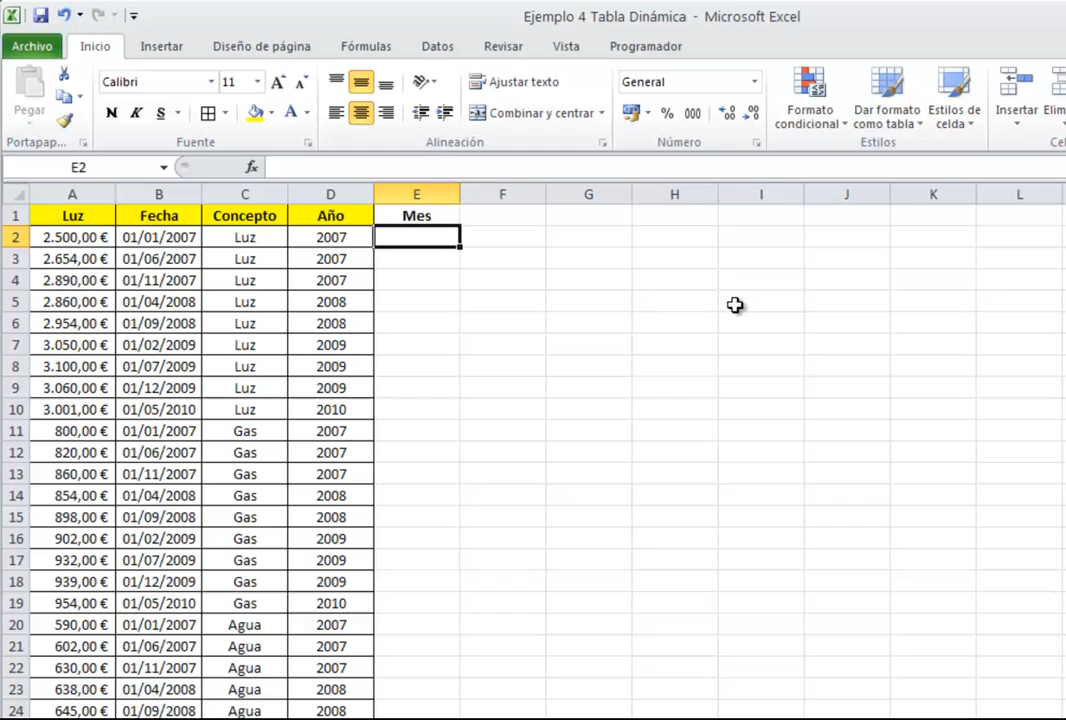 Ejemplo 4 Tabla Dinámica - Microsoft Excel
Archivo Inicio Insertar Diseño de página Fórmulas Datos Revisar Vista Programador
Pegar Calibri 11 Ajustar texto General Formato condicional Dar formato como tabla Estilos de celda Insertar Elim
N K S Combinar y centrar % 000
Portapap... Fuente Alineación Número Estilos Cel
E2 fx
A B C D E F G H I J K L
1 Luz Fecha Concepto Año Mes
2 2.500,00 € 01/01/2007 Luz 2007
3 2.654,00 € 01/06/2007 Luz 2007
4 2.890,00 € 01/11/2007 Luz 2007
5 2.860,00 € 01/04/2008 Luz 2008
6 2.954,00 € 01/09/2008 Luz 2008
7 3.050,00 € 01/02/2009 Luz 2009
8 3.100,00 € 01/07/2009 Luz 2009
9 3.060,00 € 01/12/2009 Luz 2009
10 3.001,00 € 01/05/2010 Luz 2010
11 800,00 € 01/01/2007 Gas 2007
12 820,00 € 01/06/2007 Gas 2007
13 860,00 € 01/11/2007 Gas 2007
14 854,00 € 01/04/2008 Gas 2008
15 898,00 € 01/09/2008 Gas 2008
16 902,00 € 01/02/2009 Gas 2009
17 932,00 € 01/07/2009 Gas 2009
18 939,00 € 01/12/2009 Gas 2009
19 954,00 € 01/05/2010 Gas 2010
20 590,00 € 01/01/2007 Agua 2007
21 602,00 € 01/06/2007 Agua 2007
22 630,00 € 01/11/2007 Agua 2007
23 638,00 € 01/04/2008 Agua 2008
24 645,00 € 01/09/2008 Agua 2008